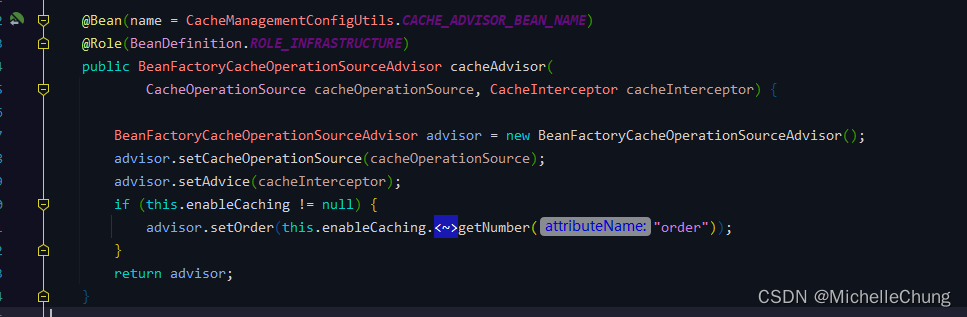 @Bean(name = CacheManagementConfigUtils.CACHE_ADVISOR_BEAN_NAME)
@Role(BeanDefinition.ROLE_INFRASTRUCTURE)
public BeanFactoryCacheOperationSourceAdvisor cacheAdvisor(
CacheOperationSource cacheOperationSource, CacheInterceptor cacheInterceptor) {
BeanFactoryCacheOperationSourceAdvisor advisor = new BeanFactoryCacheOperationSourceAdvisor();
advisor.setCacheOperationSource(cacheOperationSource);
advisor.setAdvice(cacheInterceptor);
if (this.enableCaching != null) {
advisor.setOrder(this.enableCaching.<~>getNumber( attributeName: "order"));
}
return advisor;
}
CSDN @MichelleChung